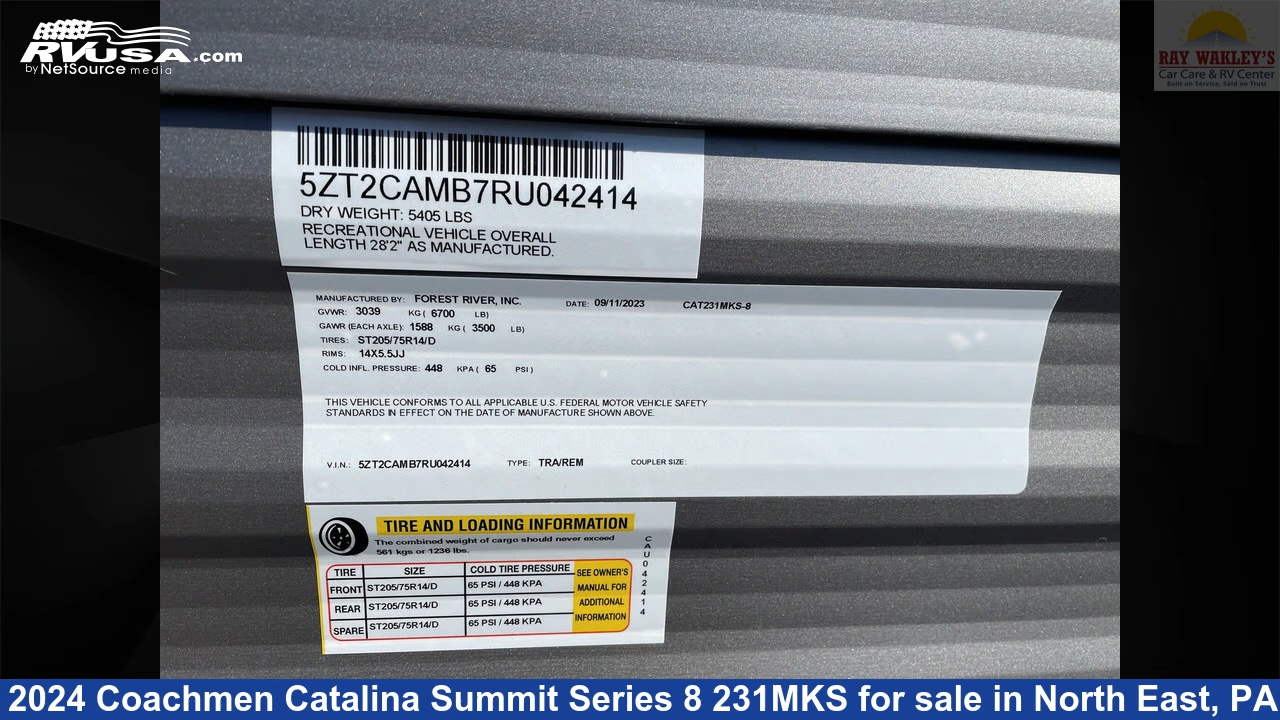 RVUSA.com
by NetSource media
RAY WAKLEY'S
Car Care & RV Center
Built on Service, Sold on Trust
5ZT2CAMB7RU042414
DRY WEIGHT: 5405 LBS
RECREATIONAL VEHICLE OVERALL
LENGTH 28'2" AS MANUFACTURED.
MANUFACTURED BY: FOREST RIVER, INC. DATE: 09/11/2023 CAT231MKS-8
GVWR: 3039 KG ( 6700 LB)
GAWR (EACH AXLE): 1588 KG ( 3500 LB)
TIRES: ST205/75R14/D
RIMS: 14X5.5JJ
COLD INFL. PRESSURE: 448 KPA ( 65 PSI )
THIS VEHICLE CONFORMS TO ALL APPLICABLE U.S. FEDERAL MOTOR VEHICLE SAFETY
STANDARDS IN EFFECT ON THE DATE OF MANUFACTURE SHOWN ABOVE.
V.I.N.: 5ZT2CAMB7RU042414 TYPE: TRA/REM COUPLER SIZE:
TIRE AND LOADING INFORMATION
The combined weight of cargo should never exceed
561 kgs or 1236 lbs.
TIRE SIZE COLD TIRE PRESSURE
FRONT ST205/75R14/D 65 PSI / 448 KPA
REAR ST205/75R14/D 65 PSI / 448 KPA
SPARE ST205/75R14/D 65 PSI / 448 KPA
SEE OWNER'S
MANUAL FOR
ADDITIONAL
INFORMATION
CAU042414
2024 Coachmen Catalina Summit Series 8 231MKS for sale in North East, PA